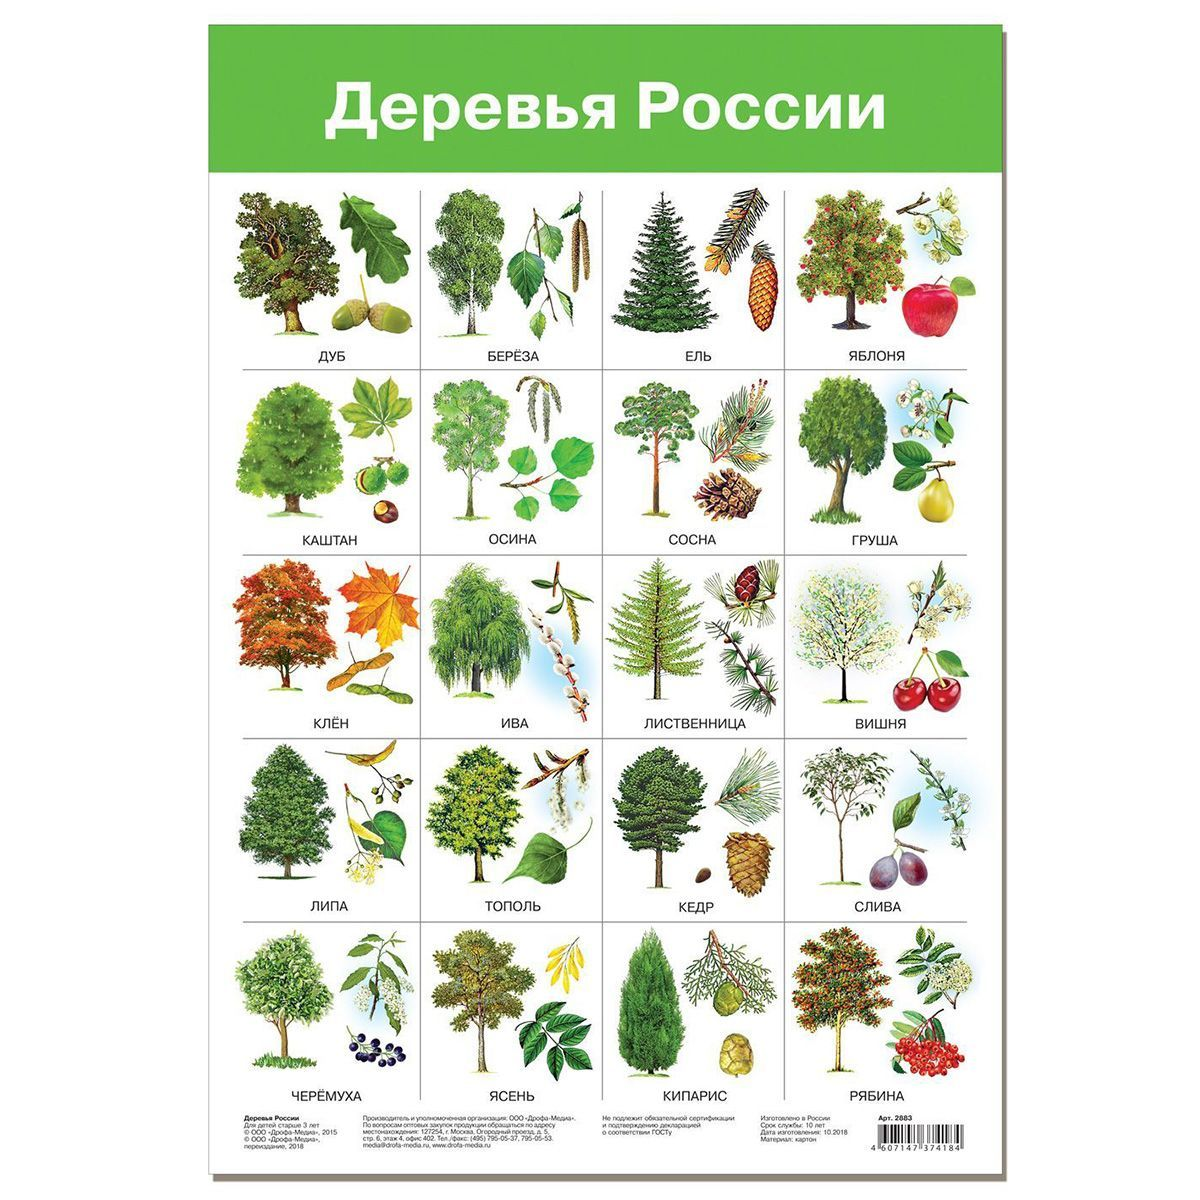 Деревья России
ДУБ
БЕРЁЗА
ЕЛЬ
ЯБЛОНЯ
КАШТАН
ОСИНА
СОСНА
ГРУША
КЛЁН
ИВА
ЛИСТВЕННИЦА
ВИШНЯ
ЛИПА
ТОПОЛЬ
КЕДР
СЛИВА
ЧЕРЁМУХА
ЯСЕНЬ
КИПАРИС
РЯБИНА
Деревья России
Для детей старше 3 лет
© ООО «Дрофа-Медиа», 2015
© ООО «Дрофа-Медиа»,
переиздание, 2018
Производитель и уполномоченная организация: ООО «Дрофа-Медиа».
По вопросам оптовых закупок продукции обращаться по адресу
местонахождения: 127254, г. Москва, Огородный проезд, д. 5,
стр. 6, этаж 4, офис 402. Тел./факс: (495) 795-05-37, 795-05-53.
media@drofa-media.ru, www.drofa-media.ru
Не подлежит обязательной сертификации
и подтверждению декларацией
о соответствии ГОСТу
Изготовлено в России
Срок службы: 10 лет
Дата изготовления: 10.2018
Материал: картон
Арт. 2883
4 607147 374184